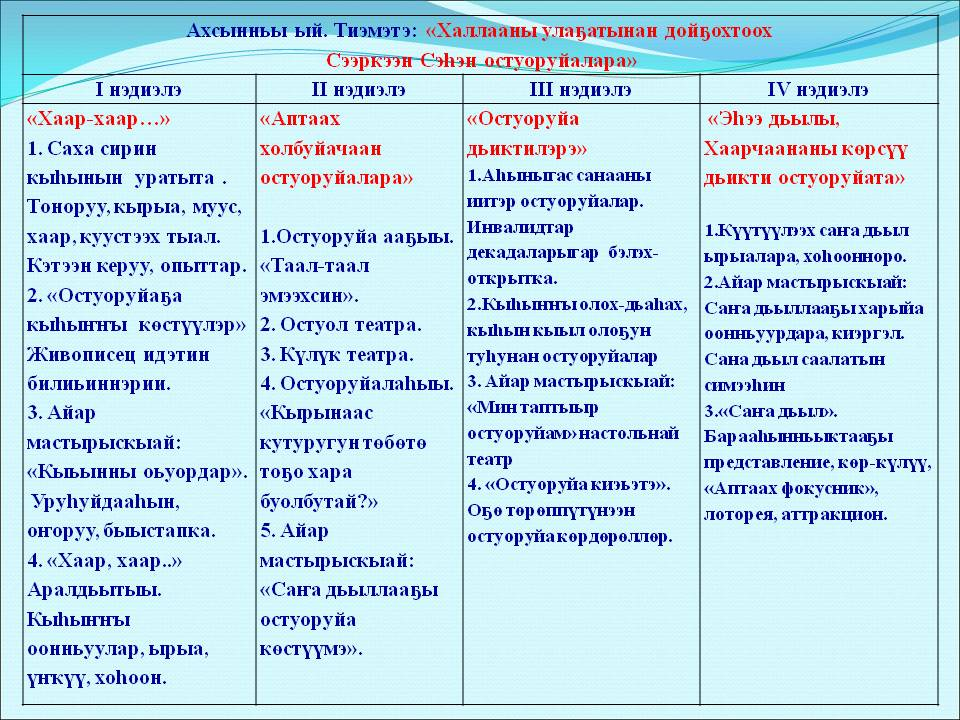 Ахсынньы ый. Тиэмэтэ: «Халлааны улаҕатынан дойҕохтоох
Сээркээн Сэһэн остуоруйалара»
I нэдиэлэ
II нэдиэлэ
III нэдиэлэ
IV нэдиэлэ
«Хаар-хаар…»
1. Саха сирин
кыһынын уратыта .
Тоноруу, кырыа, муус,
хаар, куустээх тыал.
Кэтээн керуу, опыттар.
2. «Остуоруйаҕа
кыһыҥҥы көстүүлэр»
Живописец идэтин
билиьиннэрии.
3. Айар
мастырыскыай:
«Кыьынны оьуордар».
Уруһуйдааһын,
оҥоруу, быыстапка.
4. «Хаар, хаар..»
Аралдьытыы.
Кыһыҥҥы
оонньуулар, ырыа,
үҥкүү, хоһоон.
«Аптаах
холбуйачаан
остуоруйалара»
1.Остуоруйа ааҕыы.
«Таал-таал
эмээхсин».
2. Остуол театра.
3. Күлүк театра.
4. Остуоруйалаһыы.
«Кырынаас
кутуругун төбөтө
тоҕо хара
буолбутай?»
5. Айар
мастырыскыай:
«Саҥа дьыллааҕы
остуоруйа
көстүүмэ».
«Остуоруйа
дьиктилэрэ»
1.Аһыныгас санааны
иитэр остуоруйалар.
Инвалидтар
декадаларыгар бэлэх-
открытка.
2.Кыһыҥҥы олох-дьаһах,
кыһын кыыл олоҕун
туһунан остуоруйалар
3. Айар мастырыскыай:
«Мин таптыыр
остуоруйам» настольнай
театр
4. «Остуоруйа киэьэтэ».
Оҕо төрөппүтүнээн
остуоруйа көрдөрөллөр.
«Эһээ дьылы,
Хаарчаананы көрсүү
дьикти остуоруйата»
1.Күүтүүлээх саҥа дьыл
ырыалара, хоһоонноро.
2.Айар мастырыскыай:
Саҥа дьыллааҕы харыйа
оонньуурдара, киэргэл.
Сана дьыл саалатын
симээһин
3.«Саҥа дьыл».
Барааһынньыктааҕы
представление, көр-күлүү,
«Аптаах фокусник»,
лоторея, аттракцион.